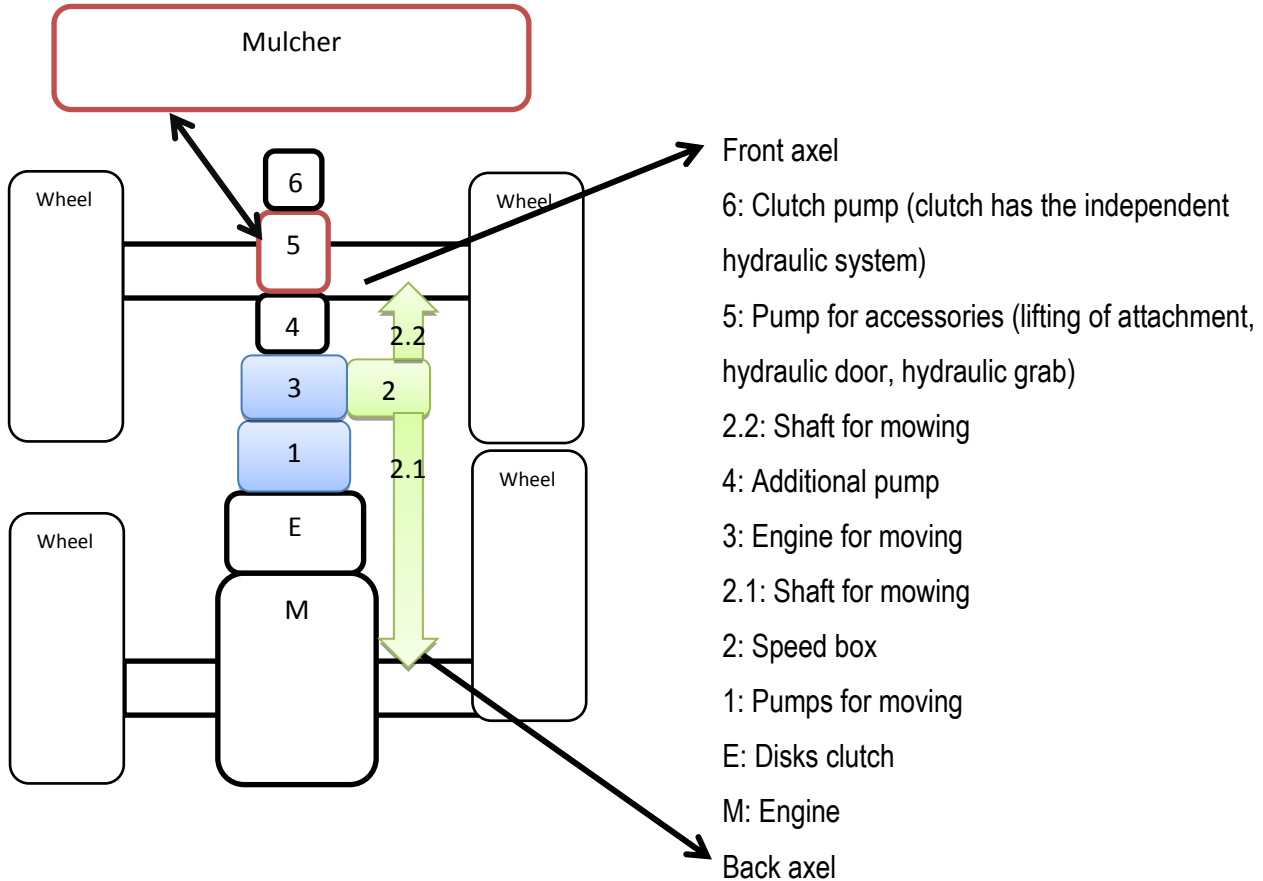 Mulcher
Wheel
6
Wheel
5
4
2.2
3
2
1
2.1
Wheel
E
Wheel
M
Front axel
6: Clutch pump (clutch has the independent
hydraulic system)
5: Pump for accessories (lifting of attachment,
hydraulic door, hydraulic grab)
2.2: Shaft for mowing
4: Additional pump
3: Engine for moving
2.1: Shaft for mowing
2: Speed box
1: Pumps for moving
E: Disks clutch
M: Engine
Back axel